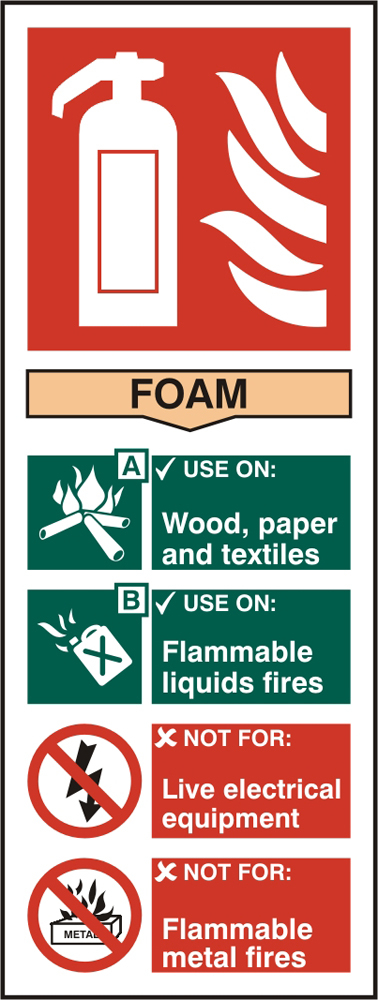 FOAM
A
✓ USE ON:
Wood, paper
and textiles
B
✓ USE ON:
Flammable
liquids fires
✗ NOT FOR:
Live electrical
equipment
✗ NOT FOR:
METAL
Flammable
metal fires